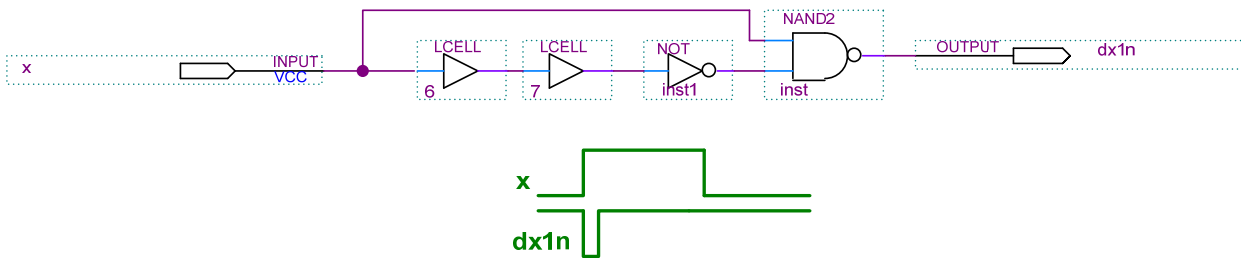 NAND2
LCELL
LCELL
NOT
OUTPUT
dx1n
x
INPUT
VCC
6
7
inst1
inst
x
dx1n